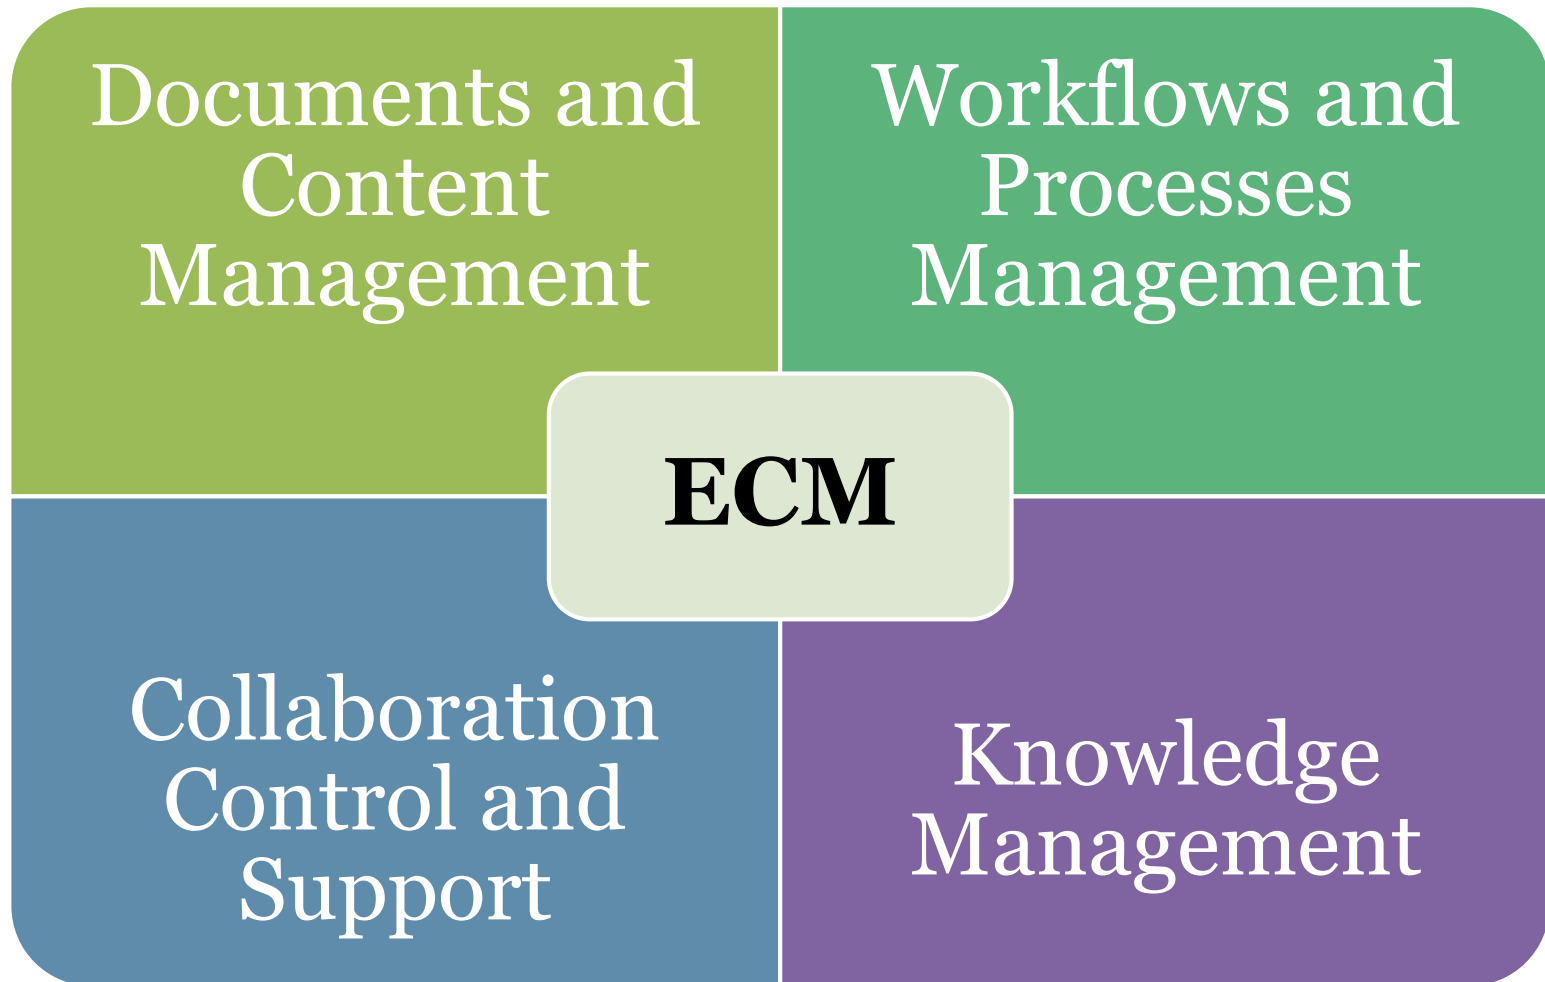 Documents and
Content
Management
Workflows and
Processes
Management
ECM
Collaboration
Control and
Support
Knowledge
Management